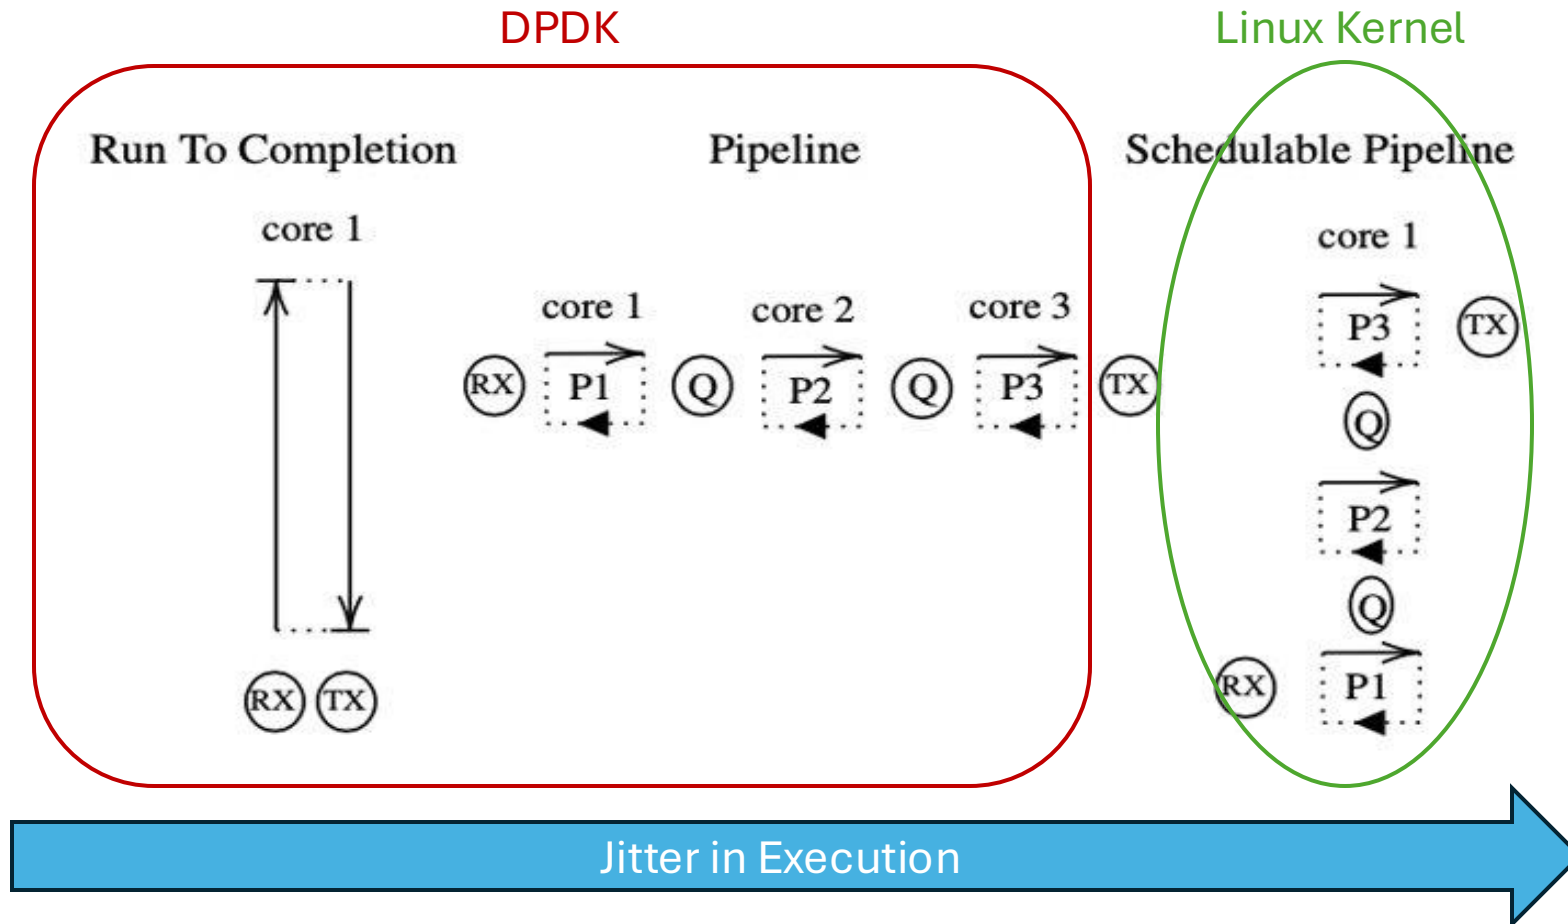 DPDK
Linux Kernel
Run To Completion
Pipeline
Schedulable Pipeline
core 1
RX TX
core 1
core 2
core 3
RX
P1
Q
P2
Q
P3
TX
core 1
P3
TX
Q
P2
Q
RX
P1
Jitter in Execution